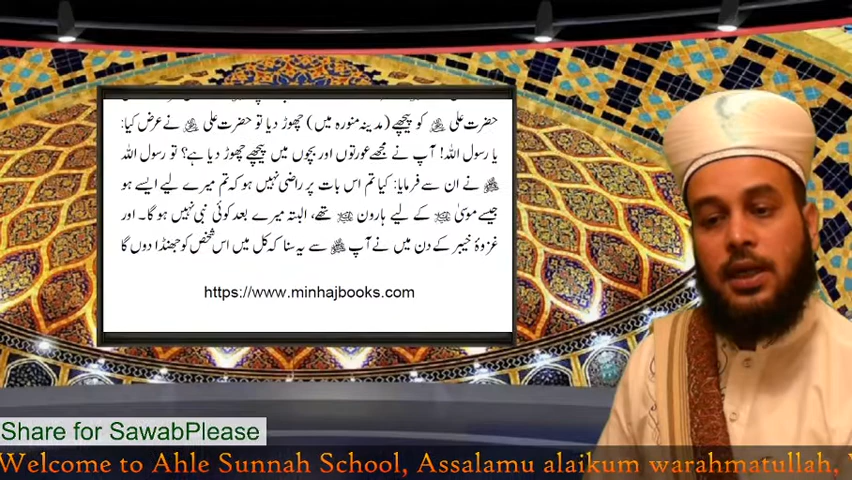 حضرت علی ؓ کو پیچھے (مدینہ منورہ میں) چھوڑ دیا تو حضرت علی ؓ نے عرض کیا:
یا رسول اللہ! آپ نے مجھے عورتوں اور بچوں میں پیچھے چھوڑ دیا ہے؟ تو رسول اللہ
ﷺ نے ان سے فرمایا: کیا تم اس بات پر راضی نہیں ہو کہ تم میرے لیے ایسے ہو
جیسے موسیٰ ؑ کے لیے ہارون ؑ تھے، البتہ میرے بعد کوئی نبی نہیں ہو گا۔ اور
غزوۂ خیبر کے دن میں نے آپ ﷺ سے یہ سنا کہ کل میں اس شخص کو جھنڈا دوں گا
https://www.minhajbooks.com
Share for SawabPlease
Welcome to Ahle Sunnah School, Assalamu alaikum warahmatullah,